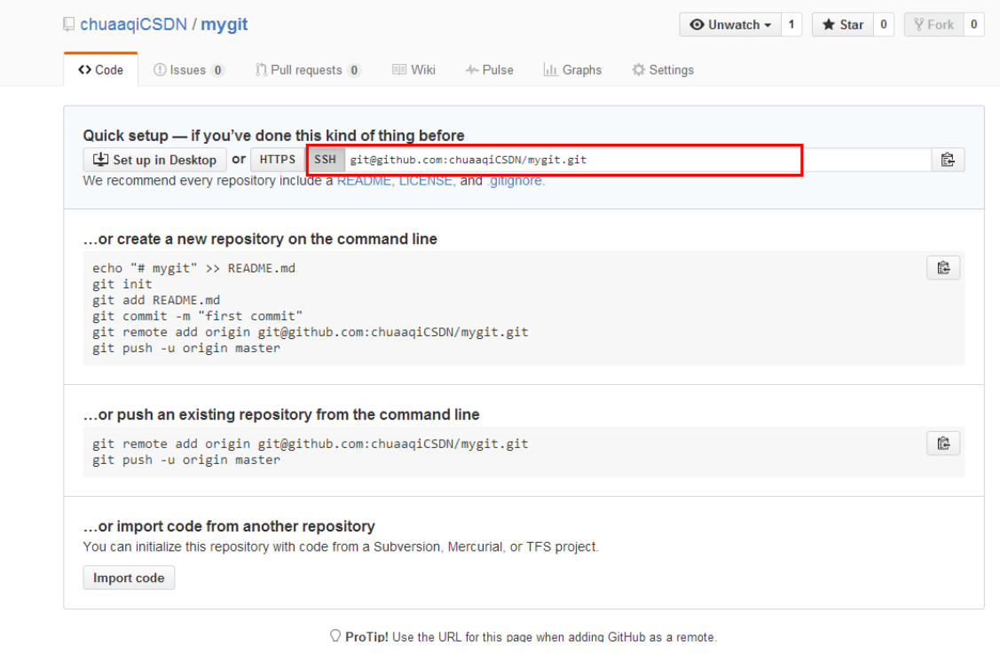 chuaaqiCSDN / mygit
Unwatch 1 Star 0 Fork 0
Code Issues 0 Pull requests 0 Wiki Pulse Graphs Settings
Quick setup — if you've done this kind of thing before
Set up in Desktop or HTTPS SSH git@github.com:chuaaqiCSDN/mygit.git
We recommend every repository include a README, LICENSE, and .gitignore.
…or create a new repository on the command line
echo "# mygit" >> README.md
git init
git add README.md
git commit -m "first commit"
git remote add origin git@github.com:chuaaqiCSDN/mygit.git
git push -u origin master
…or push an existing repository from the command line
git remote add origin git@github.com:chuaaqiCSDN/mygit.git
git push -u origin master
…or import code from another repository
You can initialize this repository with code from a Subversion, Mercurial, or TFS project.
Import code
ProTip! Use the URL for this page when adding GitHub as a remote.